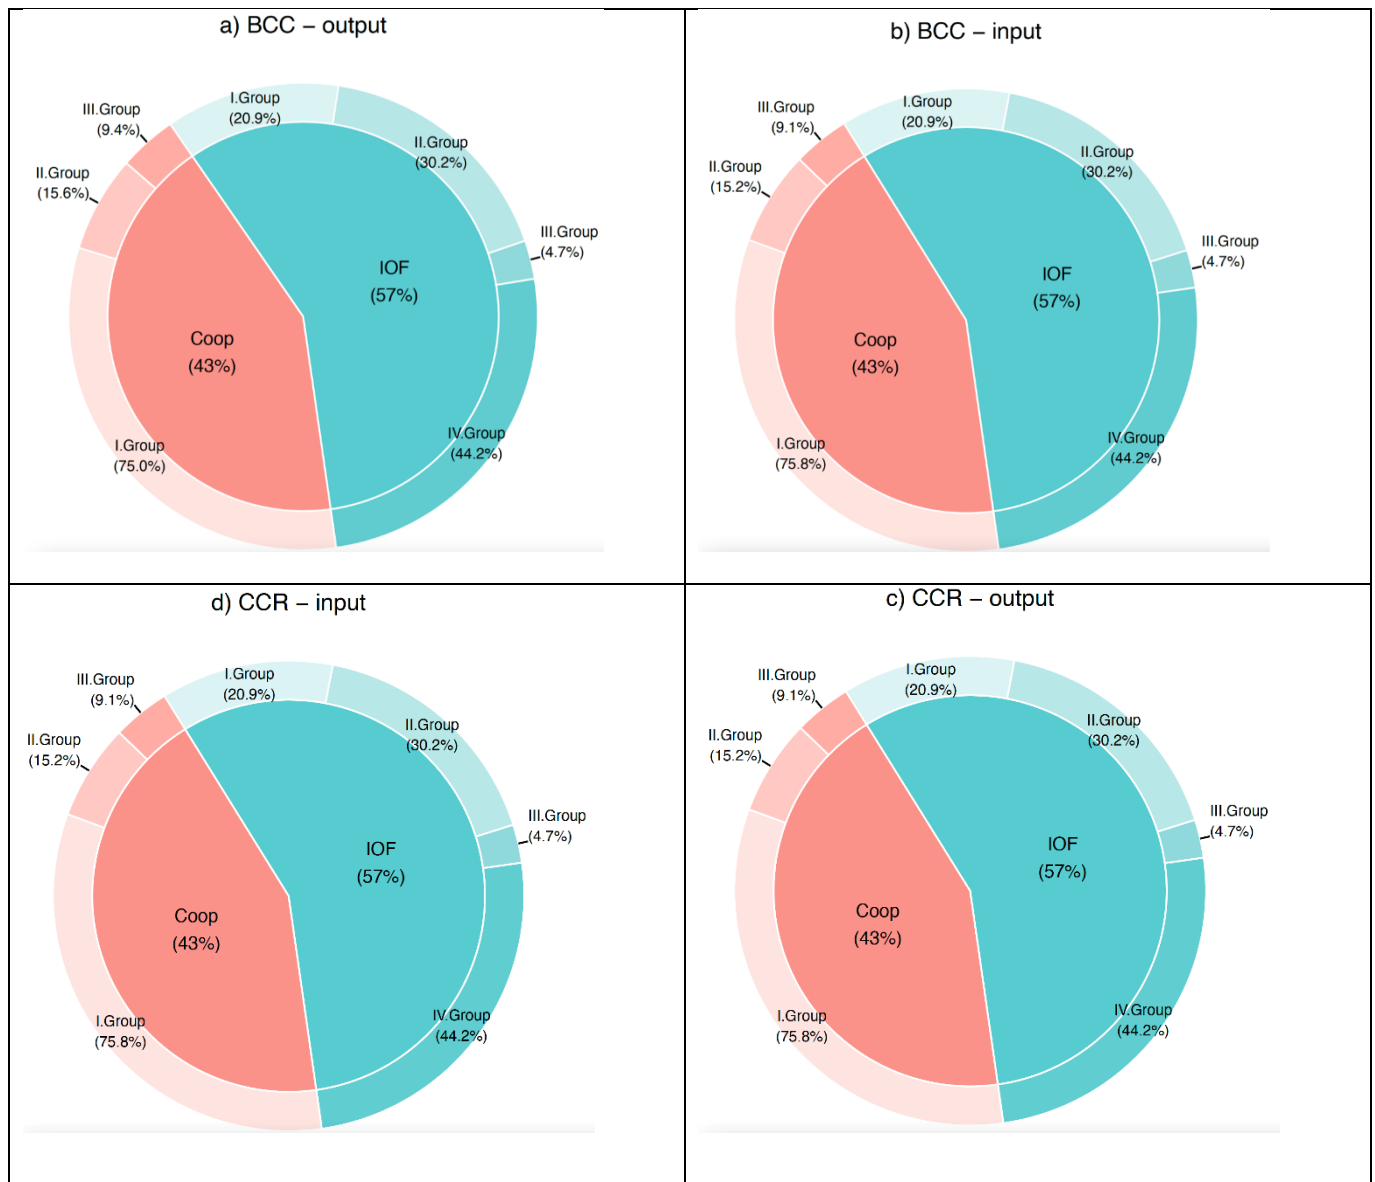 a) BCC – output
I.Group
(20.9%)
III.Group
(9.4%)
II.Group
(30.2%)
II.Group
(15.6%)
III.Group
(4.7%)
IOF
(57%)
Coop
(43%)
I.Group
(75.0%)
IV.Group
(44.2%)
b) BCC – input
I.Group
(20.9%)
III.Group
(9.1%)
II.Group
(30.2%)
II.Group
(15.2%)
III.Group
(4.7%)
IOF
(57%)
Coop
(43%)
I.Group
(75.8%)
IV.Group
(44.2%)
d) CCR – input
I.Group
(20.9%)
III.Group
(9.1%)
II.Group
(30.2%)
II.Group
(15.2%)
III.Group
(4.7%)
IOF
(57%)
Coop
(43%)
I.Group
(75.8%)
IV.Group
(44.2%)
c) CCR – output
I.Group
(20.9%)
III.Group
(9.1%)
II.Group
(30.2%)
II.Group
(15.2%)
III.Group
(4.7%)
IOF
(57%)
Coop
(43%)
I.Group
(75.8%)
IV.Group
(44.2%)